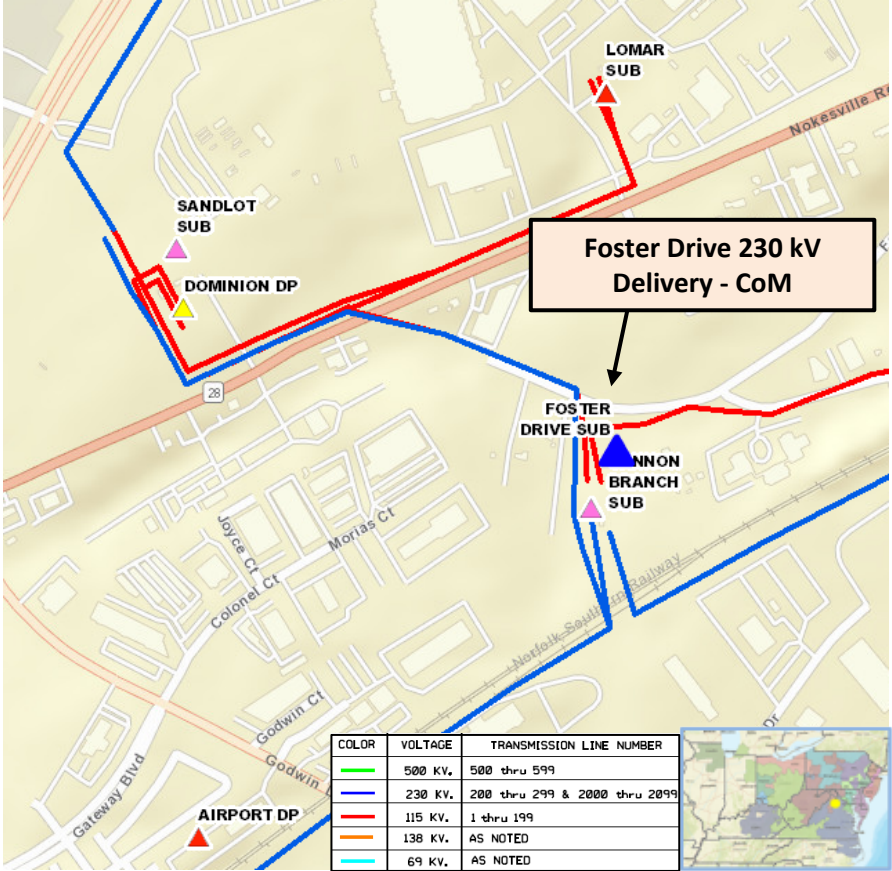 LOMAR
SUB
Nokesville
SANDLOT
SUB
Foster Drive 230 kV
Delivery - CoM
DOMINION DP
28
FOSTER
DRIVE SUB
NNON
BRANCH
SUB
Joyce Ct
Morias Ct
Colonel Ct
Norfolk Southern Railway
Godwin Ct
Dr
Godwin
Gateway Blvd
AIRPORT DP
COLOR VOLTAGE TRANSMISSION LINE NUMBER
500 KV. 500 thru 599
230 KV. 200 thru 299 & 2000 thru 2099
115 KV. 1 thru 199
138 KV. AS NOTED
69 KV. AS NOTED